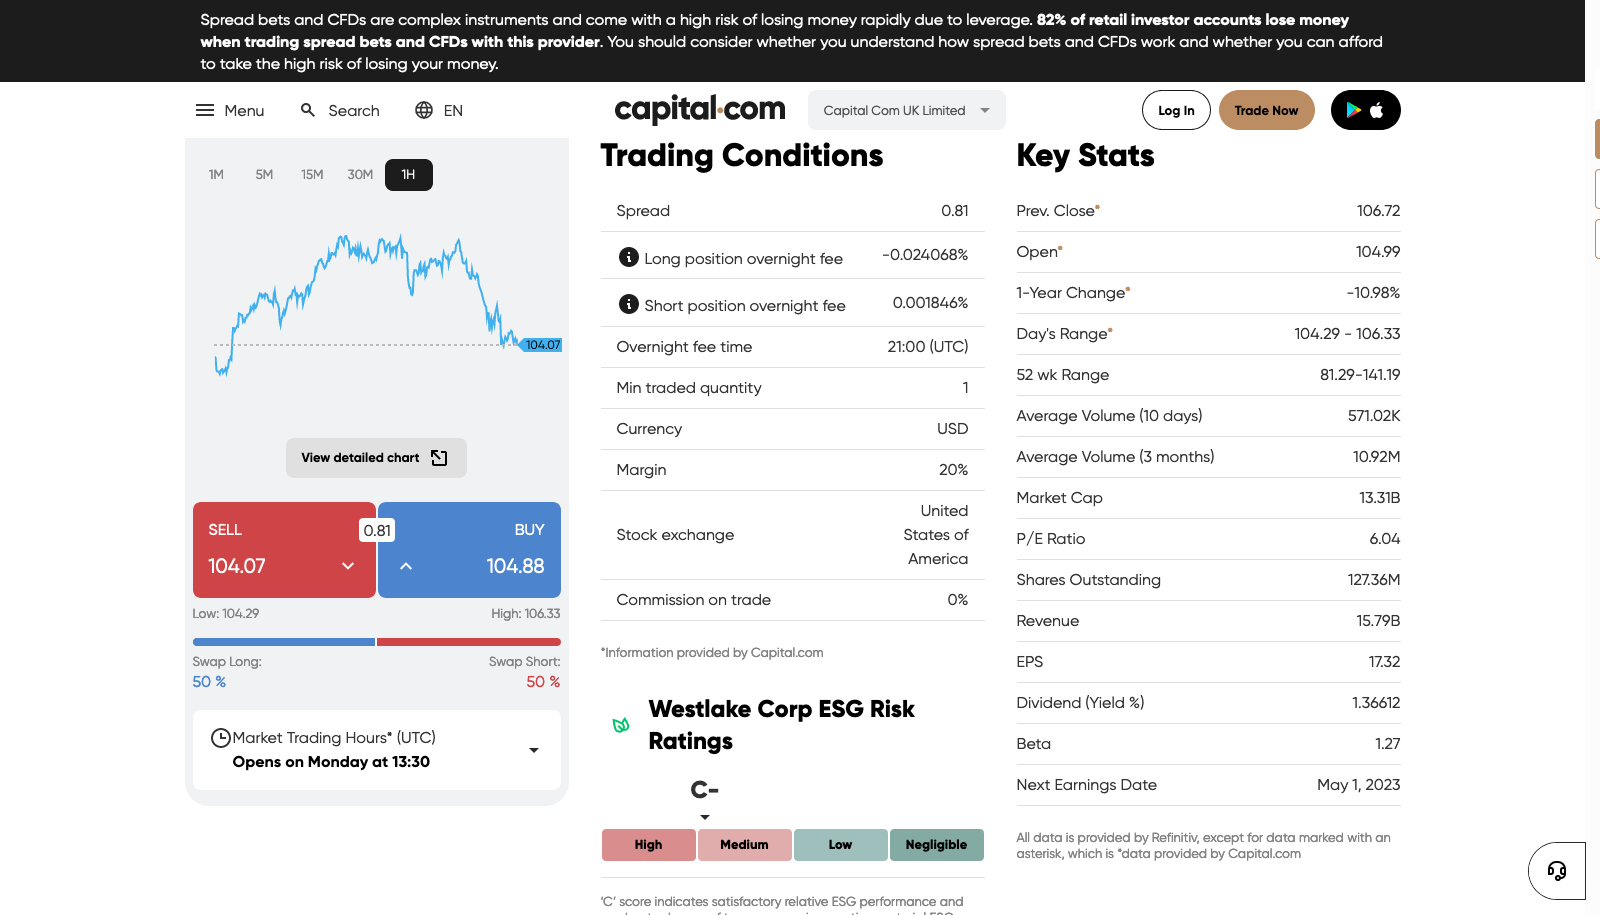 Spread bets and CFDs are complex instruments and come with a high risk of losing money rapidly due to leverage. 82% of retail investor accounts lose money
when trading spread bets and CFDs with this provider. You should consider whether you understand how spread bets and CFDs work and whether you can afford
to take the high risk of losing your money.
Menu
Search
EN
capital.com
Capital Com UK Limited
Log In
Trade Now
1M
5M
15M
30M
1H
104.07
View detailed chart
SELL
0.81
BUY
104.07
104.88
Low: 104.29
High: 106.33
Swap Long:
Swap Short:
50 %
50 %
Market Trading Hours* (UTC)
Opens on Monday at 13:30
Trading Conditions
Spread 0.81
Long position overnight fee -0.024068%
Short position overnight fee 0.001846%
Overnight fee time 21:00 (UTC)
Min traded quantity 1
Currency USD
Margin 20%
Stock exchange
United
States of
America
Commission on trade 0%
*Information provided by Capital.com
Westlake Corp ESG Risk
Ratings
C-
High
Medium
Low
Negligible
'C' score indicates satisfactory relative ESG performance and
Key Stats
Prev. Close* 106.72
Open* 104.99
1-Year Change* -10.98%
Day's Range* 104.29 - 106.33
52 wk Range 81.29-141.19
Average Volume (10 days) 571.02K
Average Volume (3 months) 10.92M
Market Cap 13.31B
P/E Ratio 6.04
Shares Outstanding 127.36M
Revenue 15.79B
EPS 17.32
Dividend (Yield %) 1.36612
Beta 1.27
Next Earnings Date May 1, 2023
All data is provided by Refinitiv, except for data marked with an
asterisk, which is *data provided by Capital.com